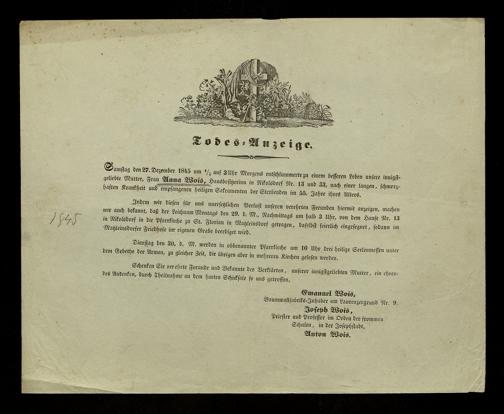 Todes-Anzeige.
Samstag den 27. Dezember 1845 um ½ auf 3 Uhr Morgens entschlummerte zu einem besseren Leben unsere innigst-
geliebte Mutter, Frau Anna Wois, Hausbesitzerinn in Nikolsdorf Nr. 13 und 33, nach einer langen, schmerz-
haften Krankheit und empfangenen heiligen Sakramenten der Sterbenden im 55. Jahre ihres Alters.
Indem wir diesen für uns unersetzlichen Verlust unseren verehrten Freunden hiermit anzeigen, machen
wir auch bekannt, daß der Leichnam Montags den 29. d. M., Nachmittags um halb 3 Uhr, von dem Hause Nr. 13
in Nikolsdorf in die Pfarrkirche zu St. Florian in Matzleinsdorf getragen, daselbst feierlich eingesegnet, sodann im
Matzleinsdorfer Friedhofe im eigenen Grabe beerdiget wird.
Dienstag den 30. d. M. werden in obbenannter Pfarrkirche um 10 Uhr drei heilige Seelenmessen unter
dem Gebethe der Armen, zu gleicher Zeit, die übrigen aber in mehreren Kirchen gelesen werden.
Schenken Sie verehrte Freunde und Bekannte der Verklärten, unserer innigstgeliebten Mutter, ein ehren-
des Andenken, durch Theilnahme an dem harten Schicksale so uns getroffen.
1845
Emanuel Wois,
Baumwollfabriks-Inhaber am Laurenzergrund Nr. 9.
Joseph Wois,
Priester und Professor im Orden der frommen
Schulen, in der Josephstadt.
Anton Wois.